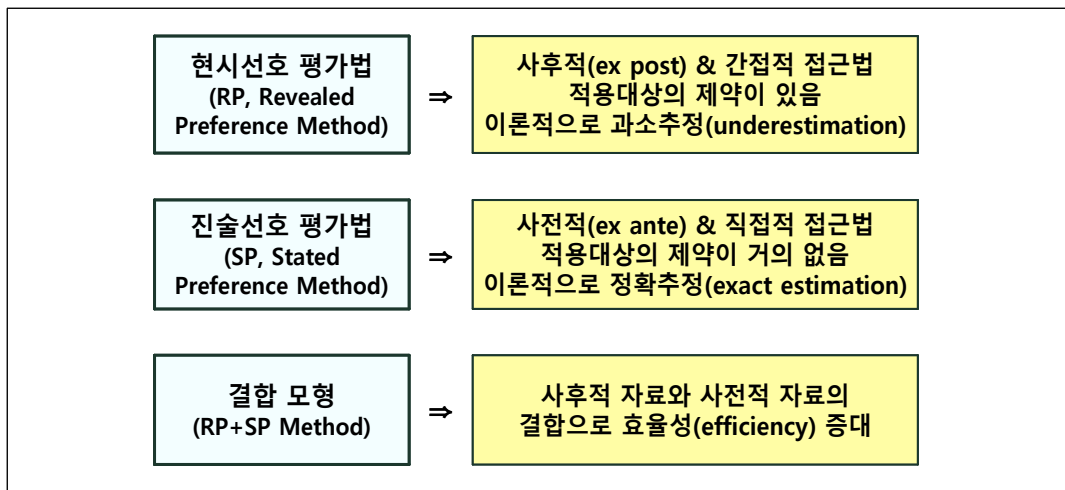 현시선호 평가법
(RP, Revealed
Preference Method)
⇒
사후적(ex post) & 간접적 접근법
적용대상의 제약이 있음
이론적으로 과소추정(underestimation)
진술선호 평가법
(SP, Stated
Preference Method)
⇒
사전적(ex ante) & 직접적 접근법
적용대상의 제약이 거의 없음
이론적으로 정확추정(exact estimation)
결합 모형
(RP+SP Method)
⇒
사후적 자료와 사전적 자료의
결합으로 효율성(efficiency) 증대